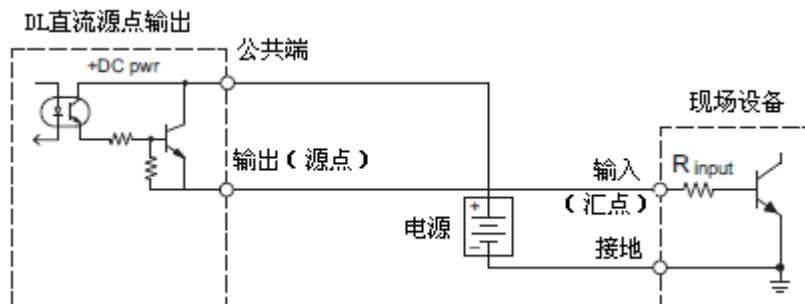 DL直流源点输出
公共端
+DC pwr
现场设备
输出(源点)
输入
(汇点)
R input
电源
+
−
接地